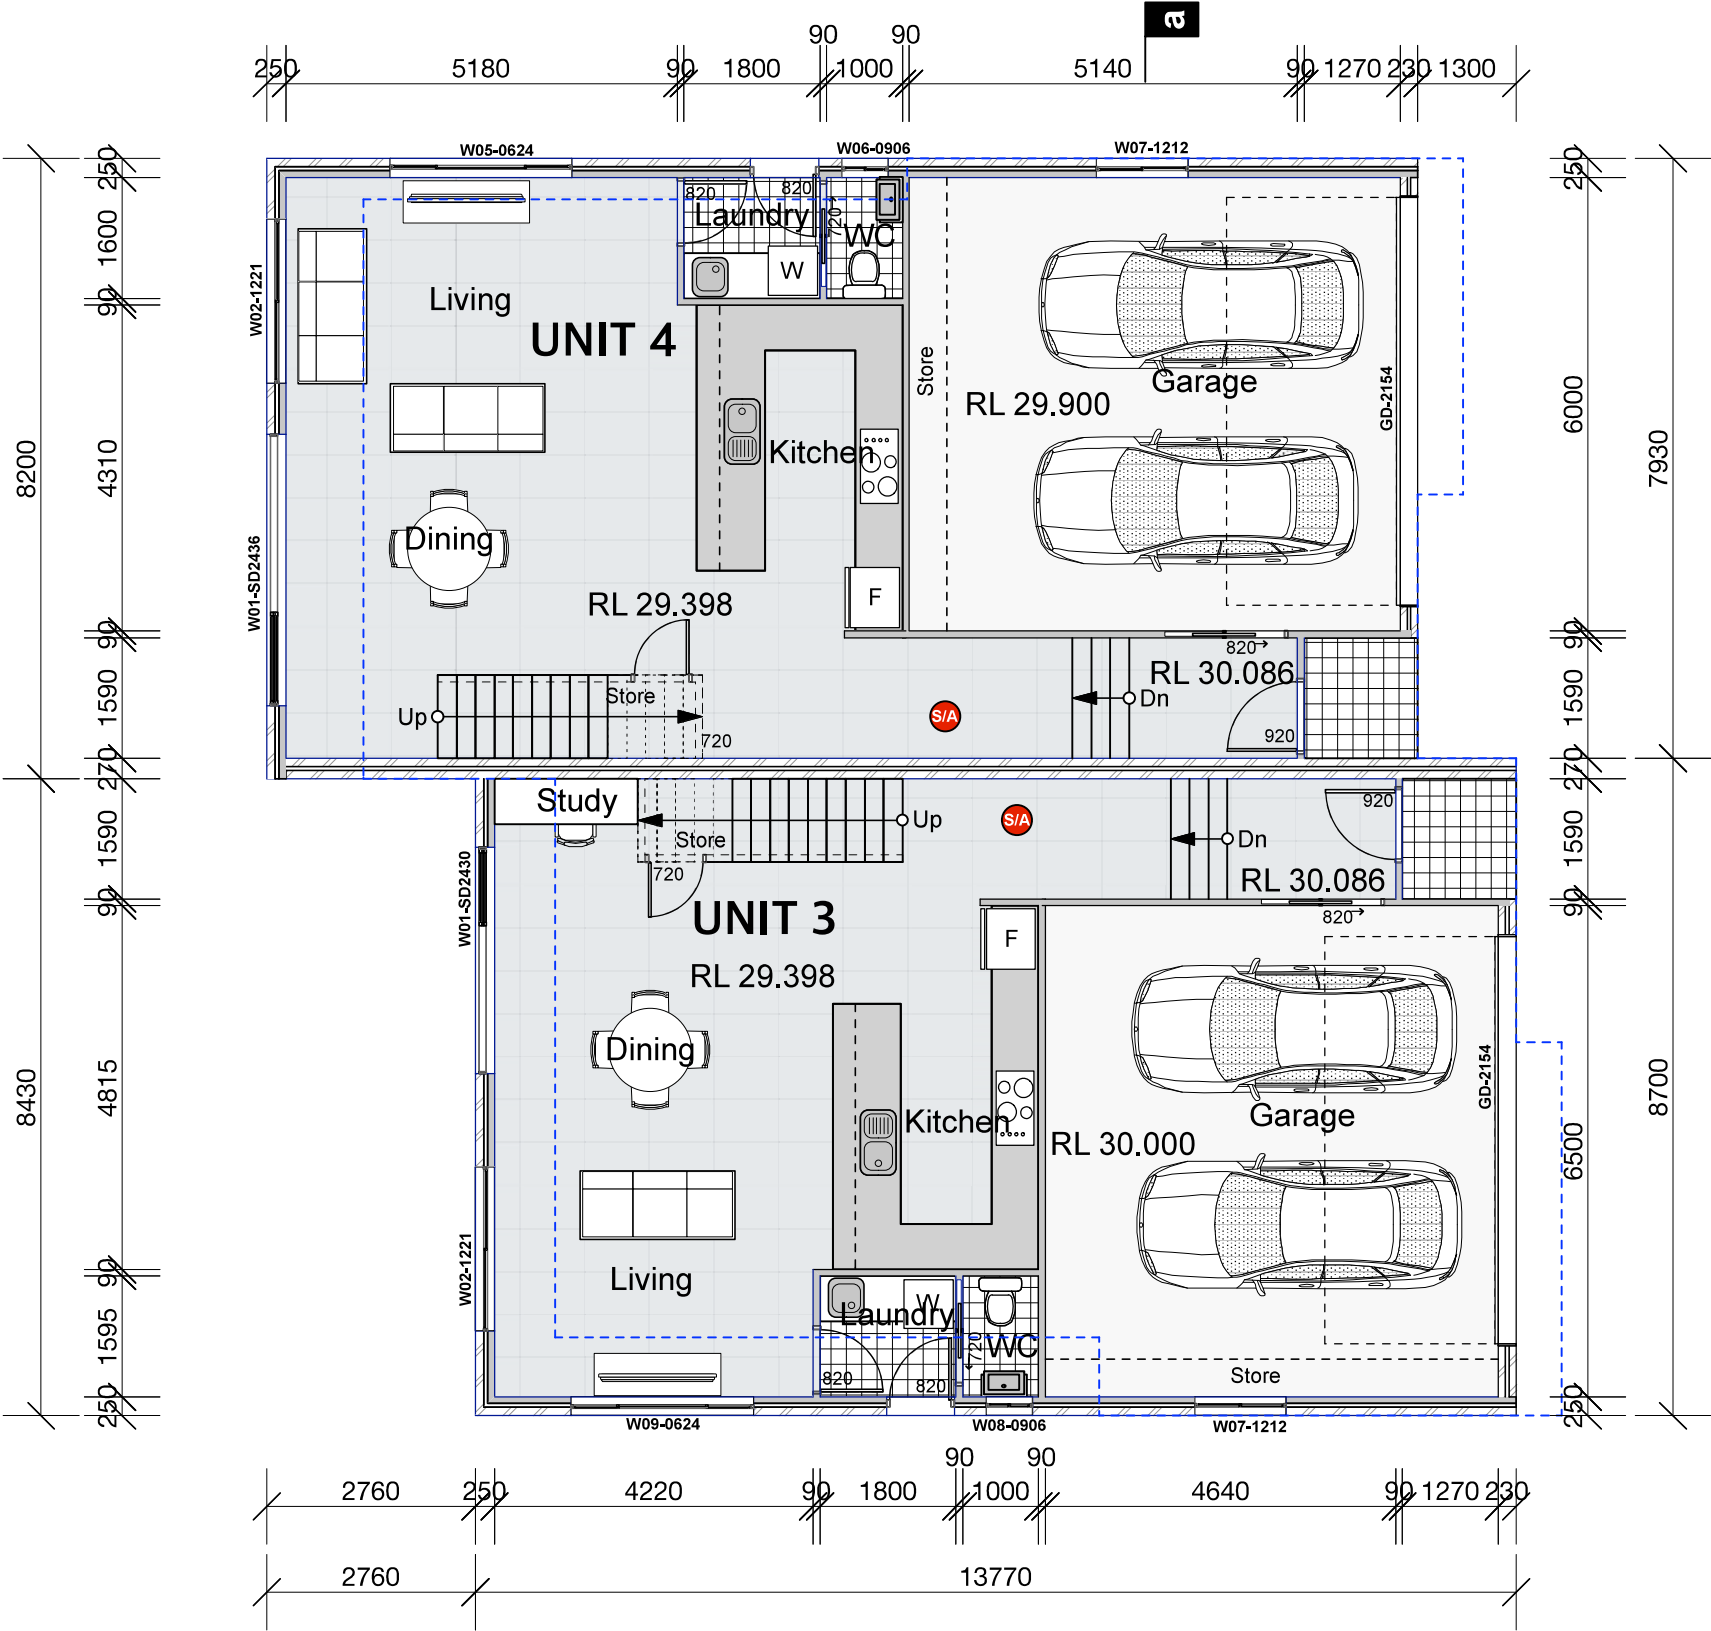 a
90 90
250 5180 90 1800 1000 5140 90 1270 230 1300
W05-0624 W06-0906 W07-1212
250 250
820 820
Laundry 720 WC
1600 1600
W
W02-1221 Living
90
UNIT 4
Store Garage GD-2154
RL 29.900
8200 4310 6000 7930
Kitchen
Dining
W01-SD2436
F
RL 29.398
90 90
820
RL 30.086
1590 Store Dn 1590
Up S/A
720 920
270 270
Study 920
Up S/A
1590 Store Dn 1590
W01-SD2430 720
RL 30.086
90 90
UNIT 3 820
F
RL 29.398
Dining GD-2154
8430 4815 Kitchen Garage 8700
RL 30.000 6500
W02-1221 Living
90
Laundry W
1595 720 WC
Store
820 820
250 250
W09-0624 W08-0906 W07-1212
90 90
2760 250 4220 90 1800 1000 4640 90 1270 230
2760 13770